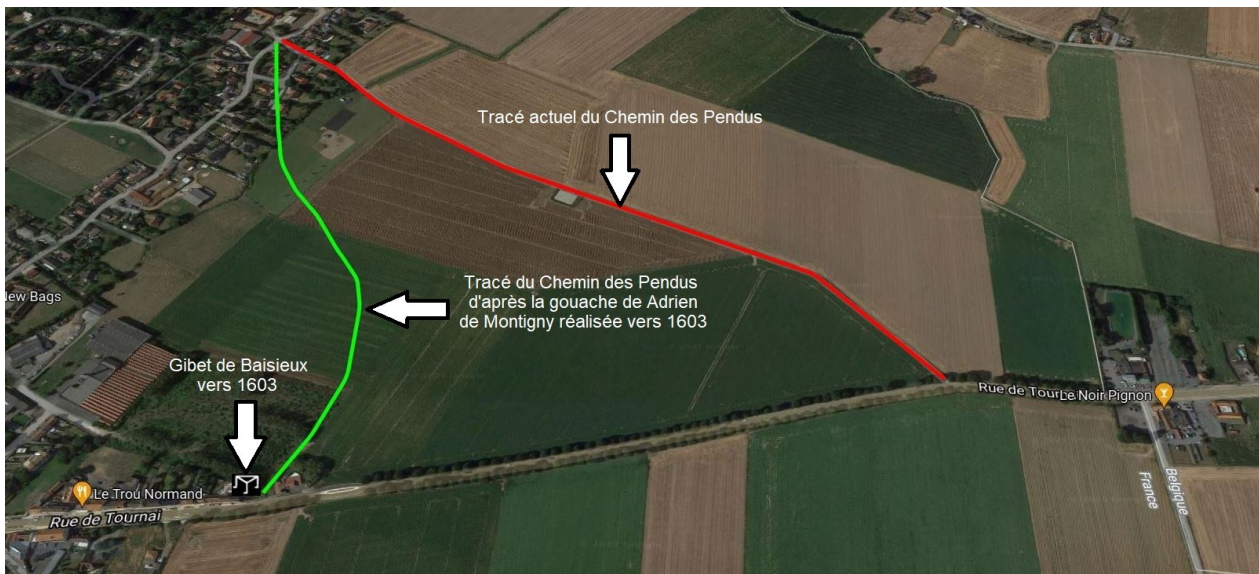 Tracé actuel du Chemin des Pendus
Tracé du Chemin des Pendus
d'après la gouache de Adrien
de Montigny réalisée vers 1603
New Bags
Gibet de Baisieux
vers 1603
Rue de Tour
Le Noir Pignon
Le Trou Normand
Rue de Tournai
Belgique
France